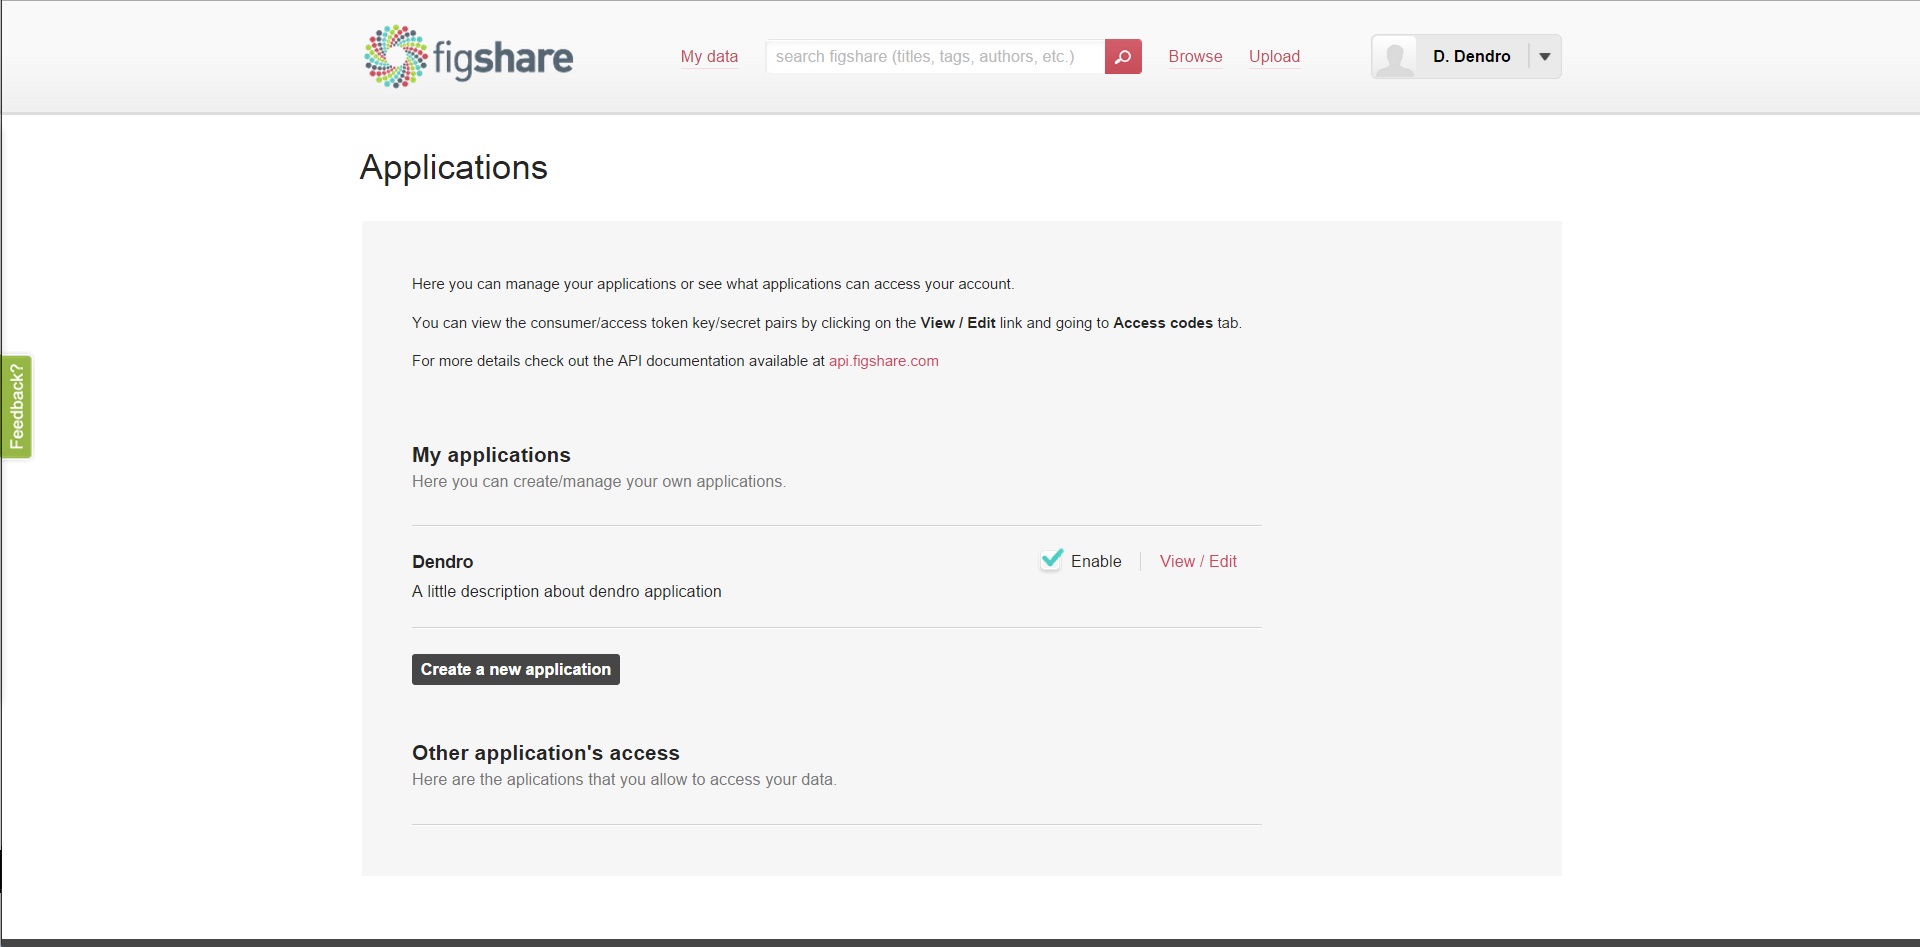 figshare
My data
search figshare (titles, tags, authors, etc.)
Browse
Upload
D. Dendro
Applications
Here you can manage your applications or see what applications can access your account.
You can view the consumer/access token key/secret pairs by clicking on the View / Edit link and going to Access codes tab.
For more details check out the API documentation available at api.figshare.com
Feedback?
My applications
Here you can create/manage your own applications.
Dendro
Enable
View / Edit
A little description about dendro application
Create a new application
Other application's access
Here are the aplications that you allow to access your data.